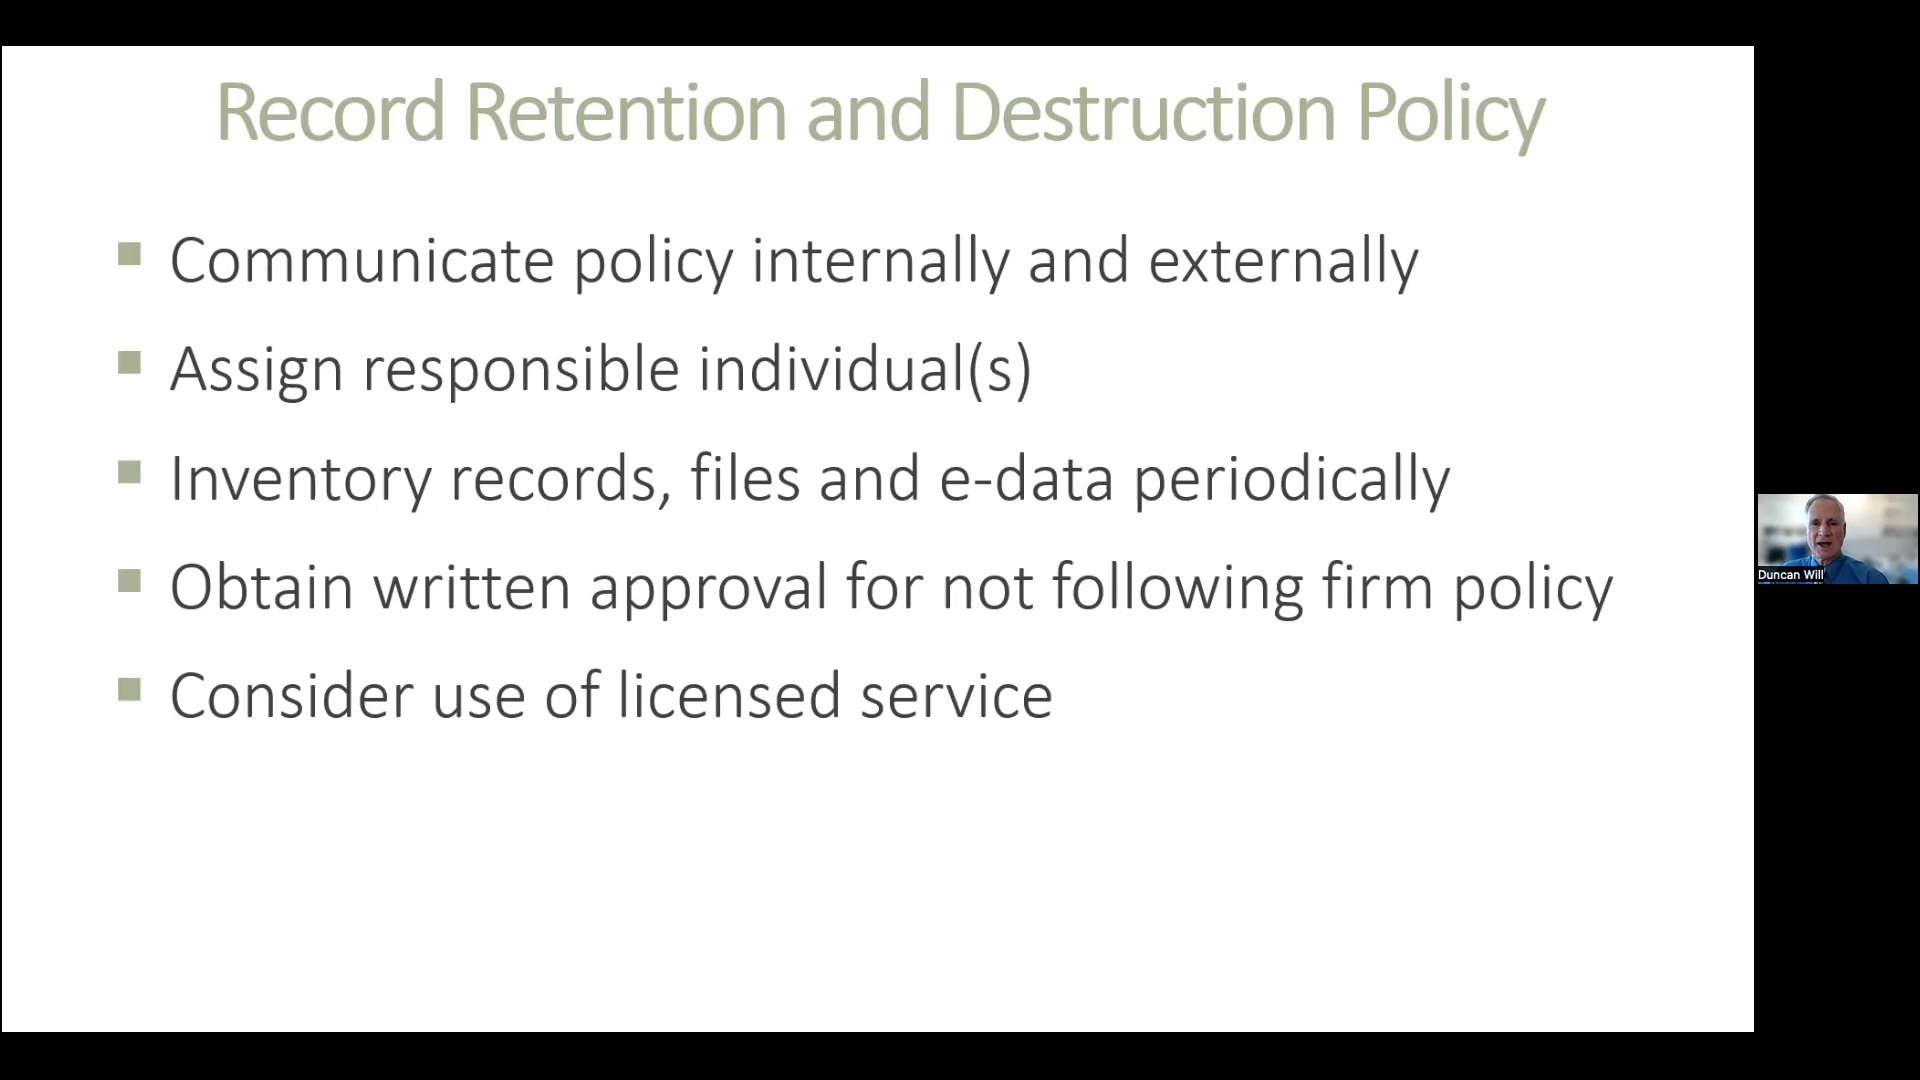 Record Retention and Destruction Policy
Communicate policy internally and externally
Assign responsible individual(s)
Inventory records, files and e-data periodically
Obtain written approval for not following firm policy
Consider use of licensed service
Duncan Will